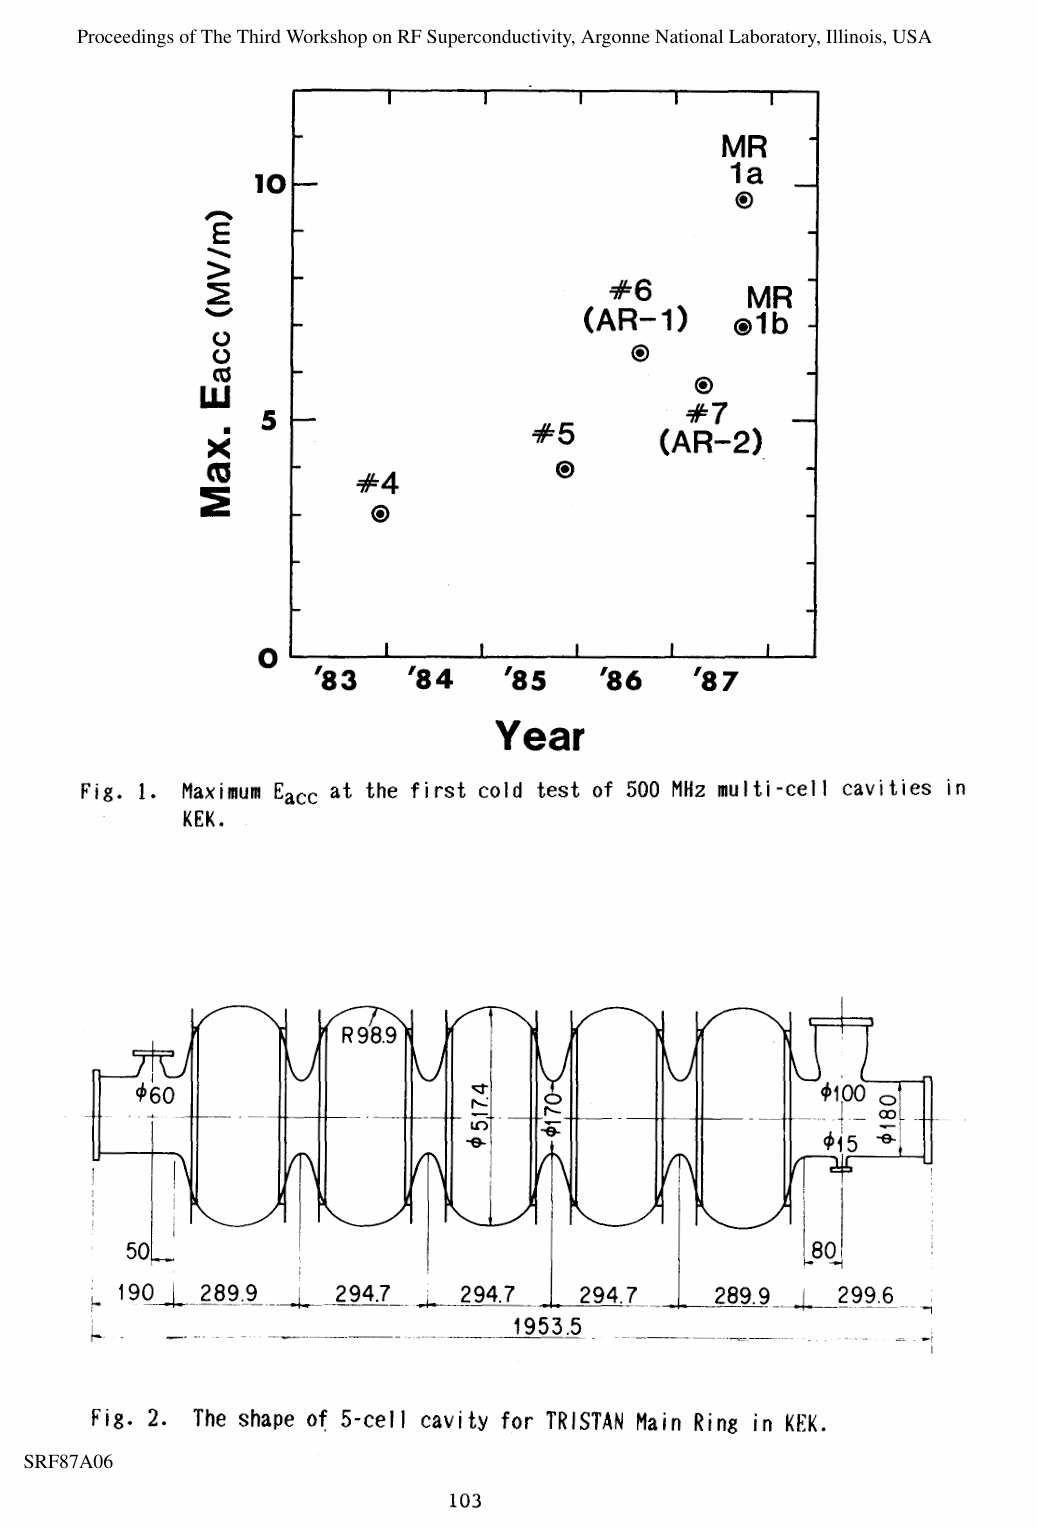 Proceedings of The Third Workshop on RF Superconductivity, Argonne National Laboratory, Illinois, USA
MR
1a
10
#6
(AR-1)
MR
1b
Max. Eacc (MV/m)
5
#5
#7
(AR-2)
#4
0
'83 '84 '85 '86 '87
Year
Fig. 1. Maximum Eacc at the first cold test of 500 MHz multi-cell cavities in
KEK.
R98.9
φ60
φ517.4
φ170
φ100
φ180
φ15
50
80
190 289.9 294.7 294.7 294.7 289.9 299.6
1953.5
Fig. 2. The shape of 5-cell cavity for TRISTAN Main Ring in KEK.
SRF87A06
103